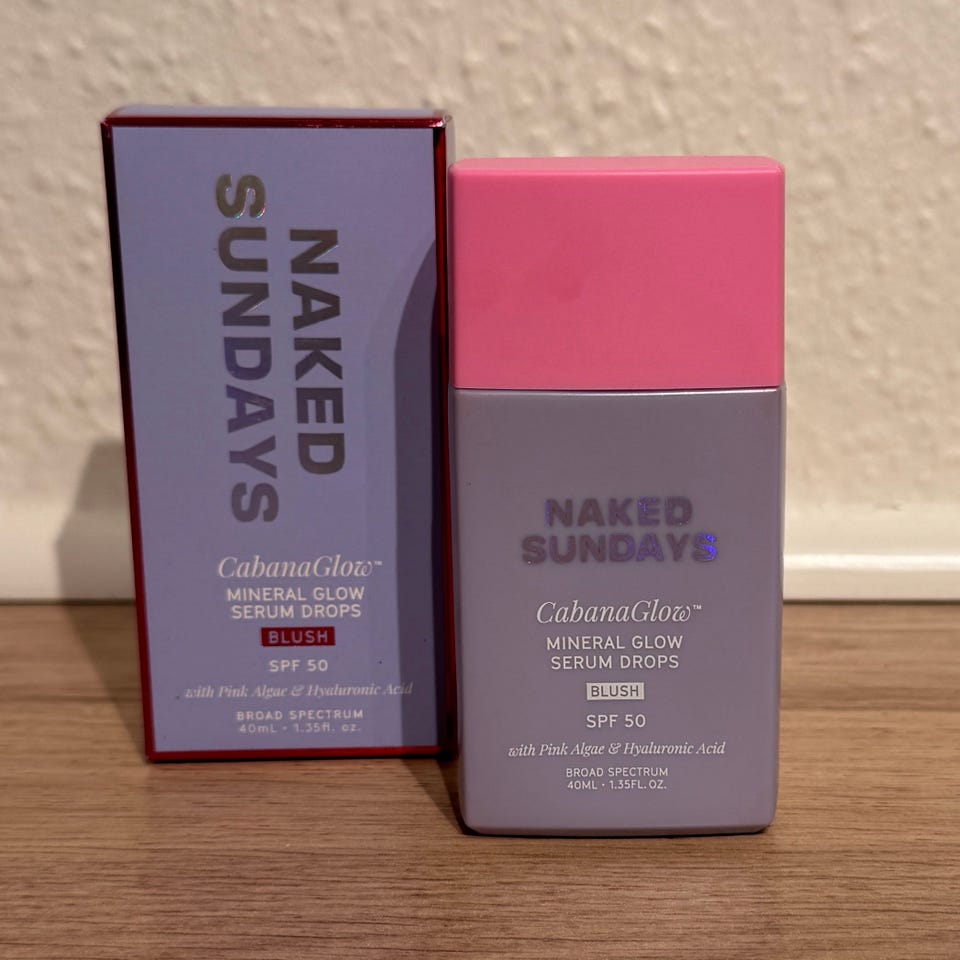 NAKED
SUNDAYS
CabanaGlow™
MINERAL GLOW
SERUM DROPS
BLUSH
SPF 50
with Pink Algae & Hyaluronic Acid
BROAD SPECTRUM
40mL · 1.35fl. oz.
NAKED
SUNDAYS
CabanaGlow™
MINERAL GLOW
SERUM DROPS
BLUSH
SPF 50
with Pink Algae & Hyaluronic Acid
BROAD SPECTRUM
40ML · 1.35FL.OZ.